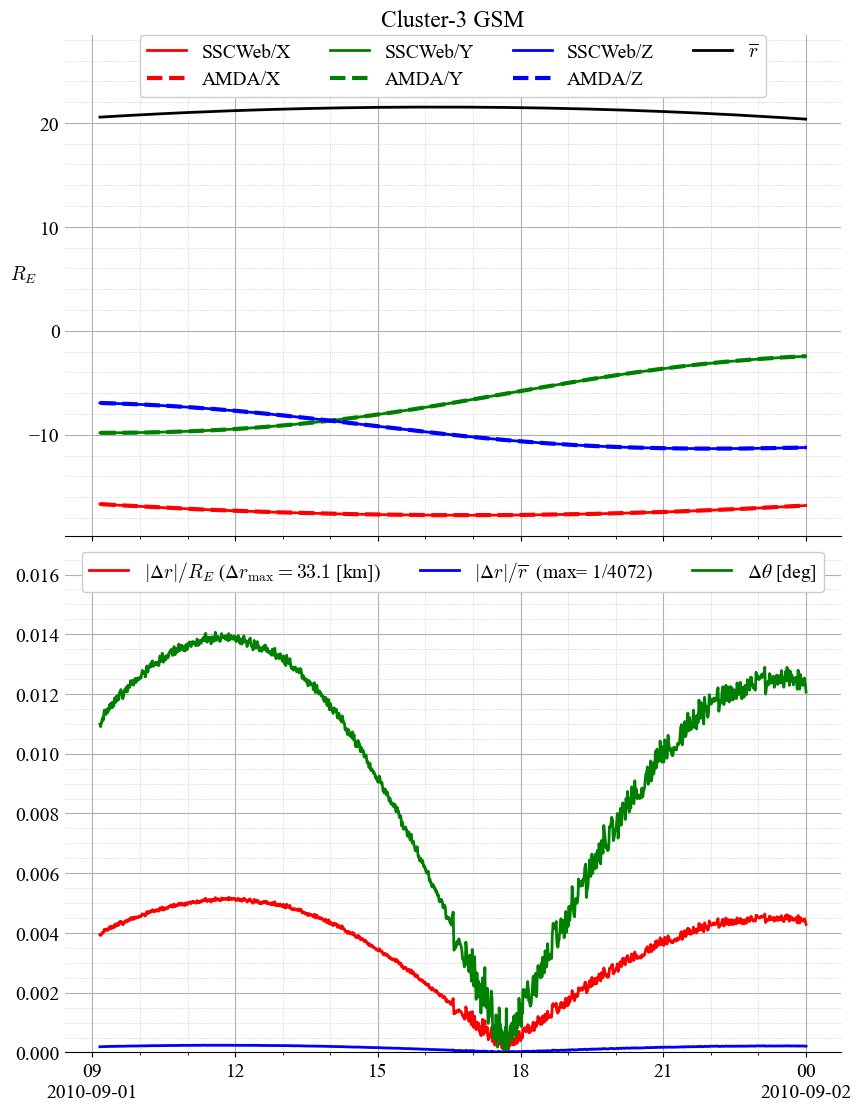 Cluster-3 GSM
SSCWeb/X SSCWeb/Y SSCWeb/Z r̅
AMDA/X AMDA/Y AMDA/Z
20
10
R_E
0
−10
|Δr|/R_E (Δr_max = 33.1 [km]) |Δr|/r̅ (max= 1/4072) Δθ [deg]
0.016
0.014
0.012
0.010
0.008
0.006
0.004
0.002
0.000
09 12 15 18 21 00
2010-09-01 2010-09-02